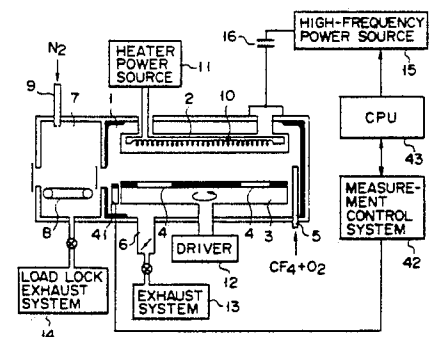 N2
HEATER
POWER
SOURCE
11
16
HIGH-FREQUENCY
POWER SOURCE
15
9
7
1
2
10
CPU
43
MEASURE-
MENT
CONTROL
SYSTEM
42
8
41
4
4
3
5
6
DRIVER
12
CF4+O2
LOAD LOCK
EXHAUST
SYSTEM
14
EXHAUST
SYSTEM
13